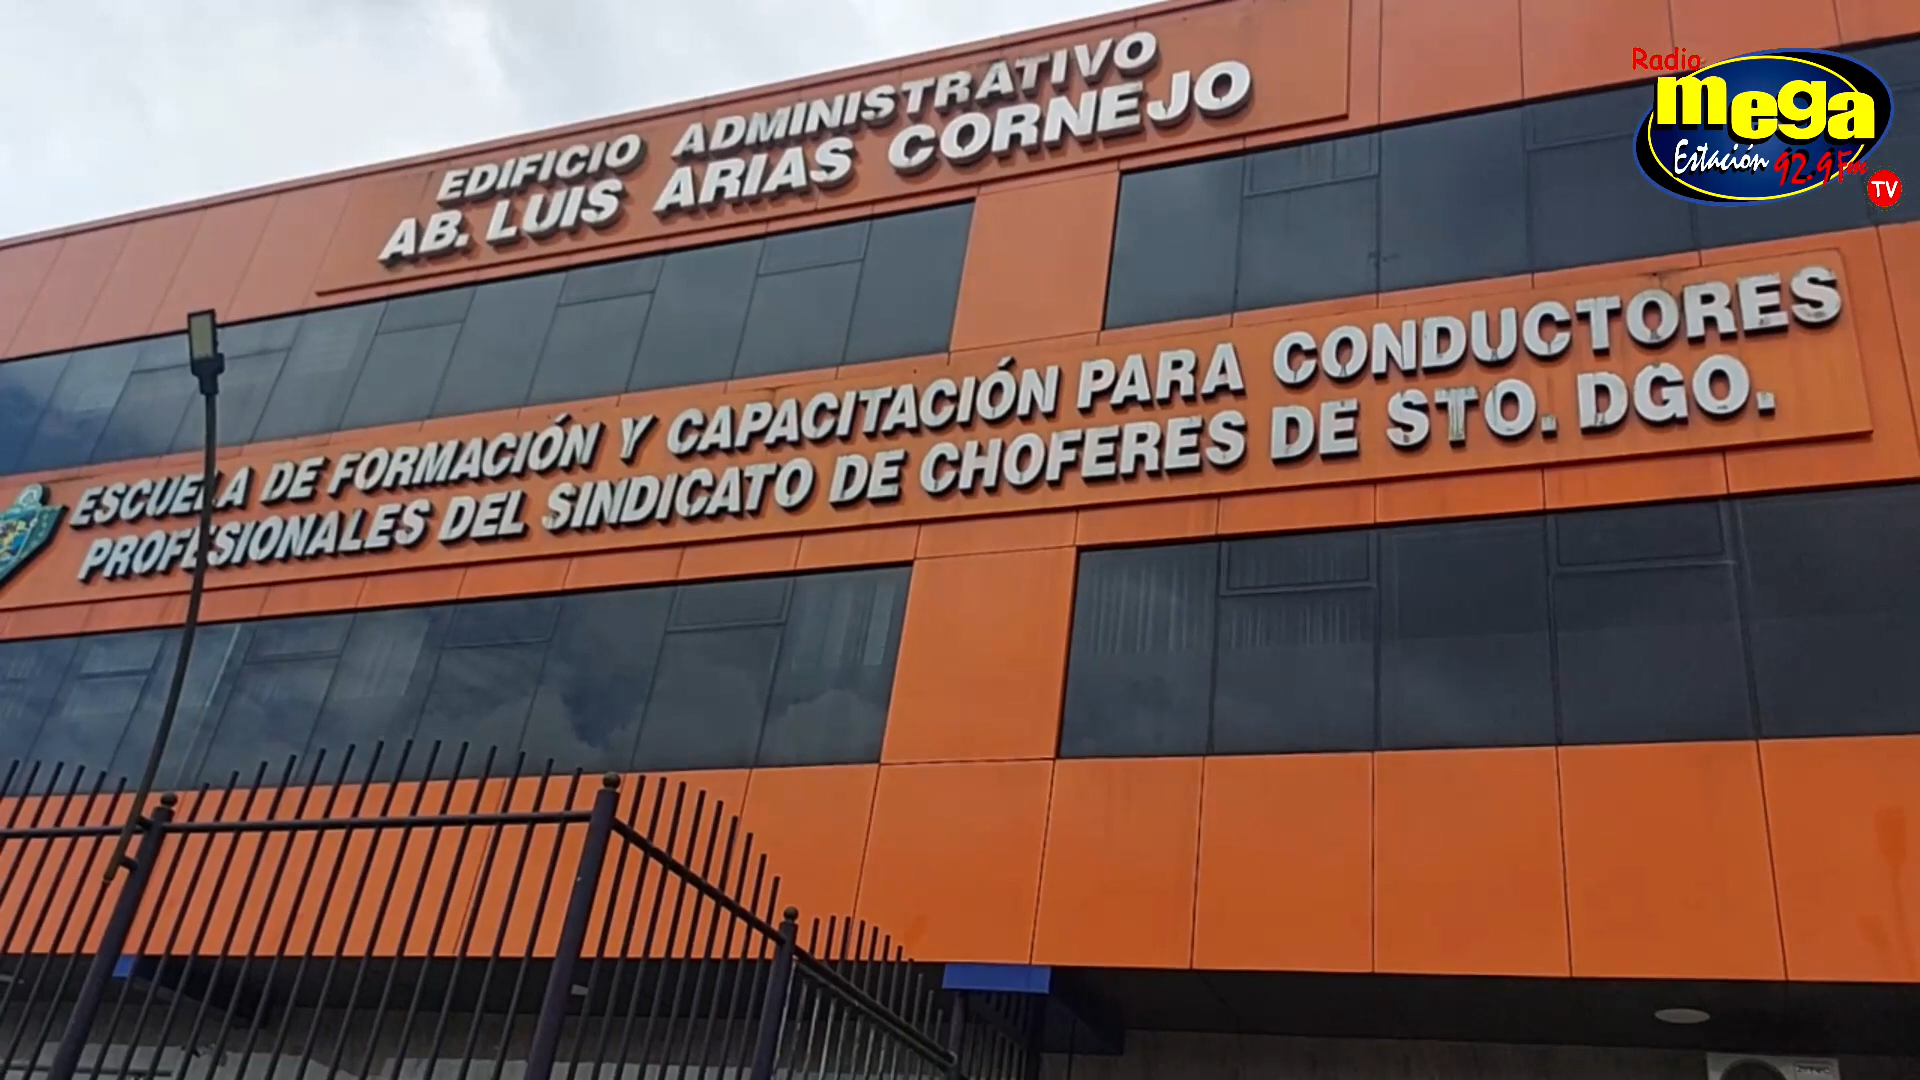 EDIFICIO ADMINISTRATIVO
AB. LUIS ARIAS CORNEJO
ESCUELA DE FORMACIÓN Y CAPACITACIÓN PARA CONDUCTORES
PROFESIONALES DEL SINDICATO DE CHOFERES DE STO. DGO.
Radio
mega
Estación 92.9 Fm
TV